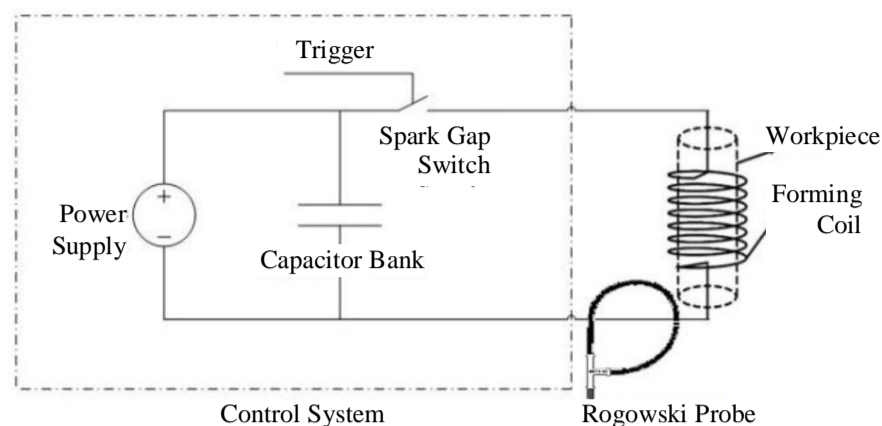 Trigger
Spark Gap
Switch
Workpiece
Forming
Coil
Power
Supply
+
−
Capacitor Bank
Control System
Rogowski Probe